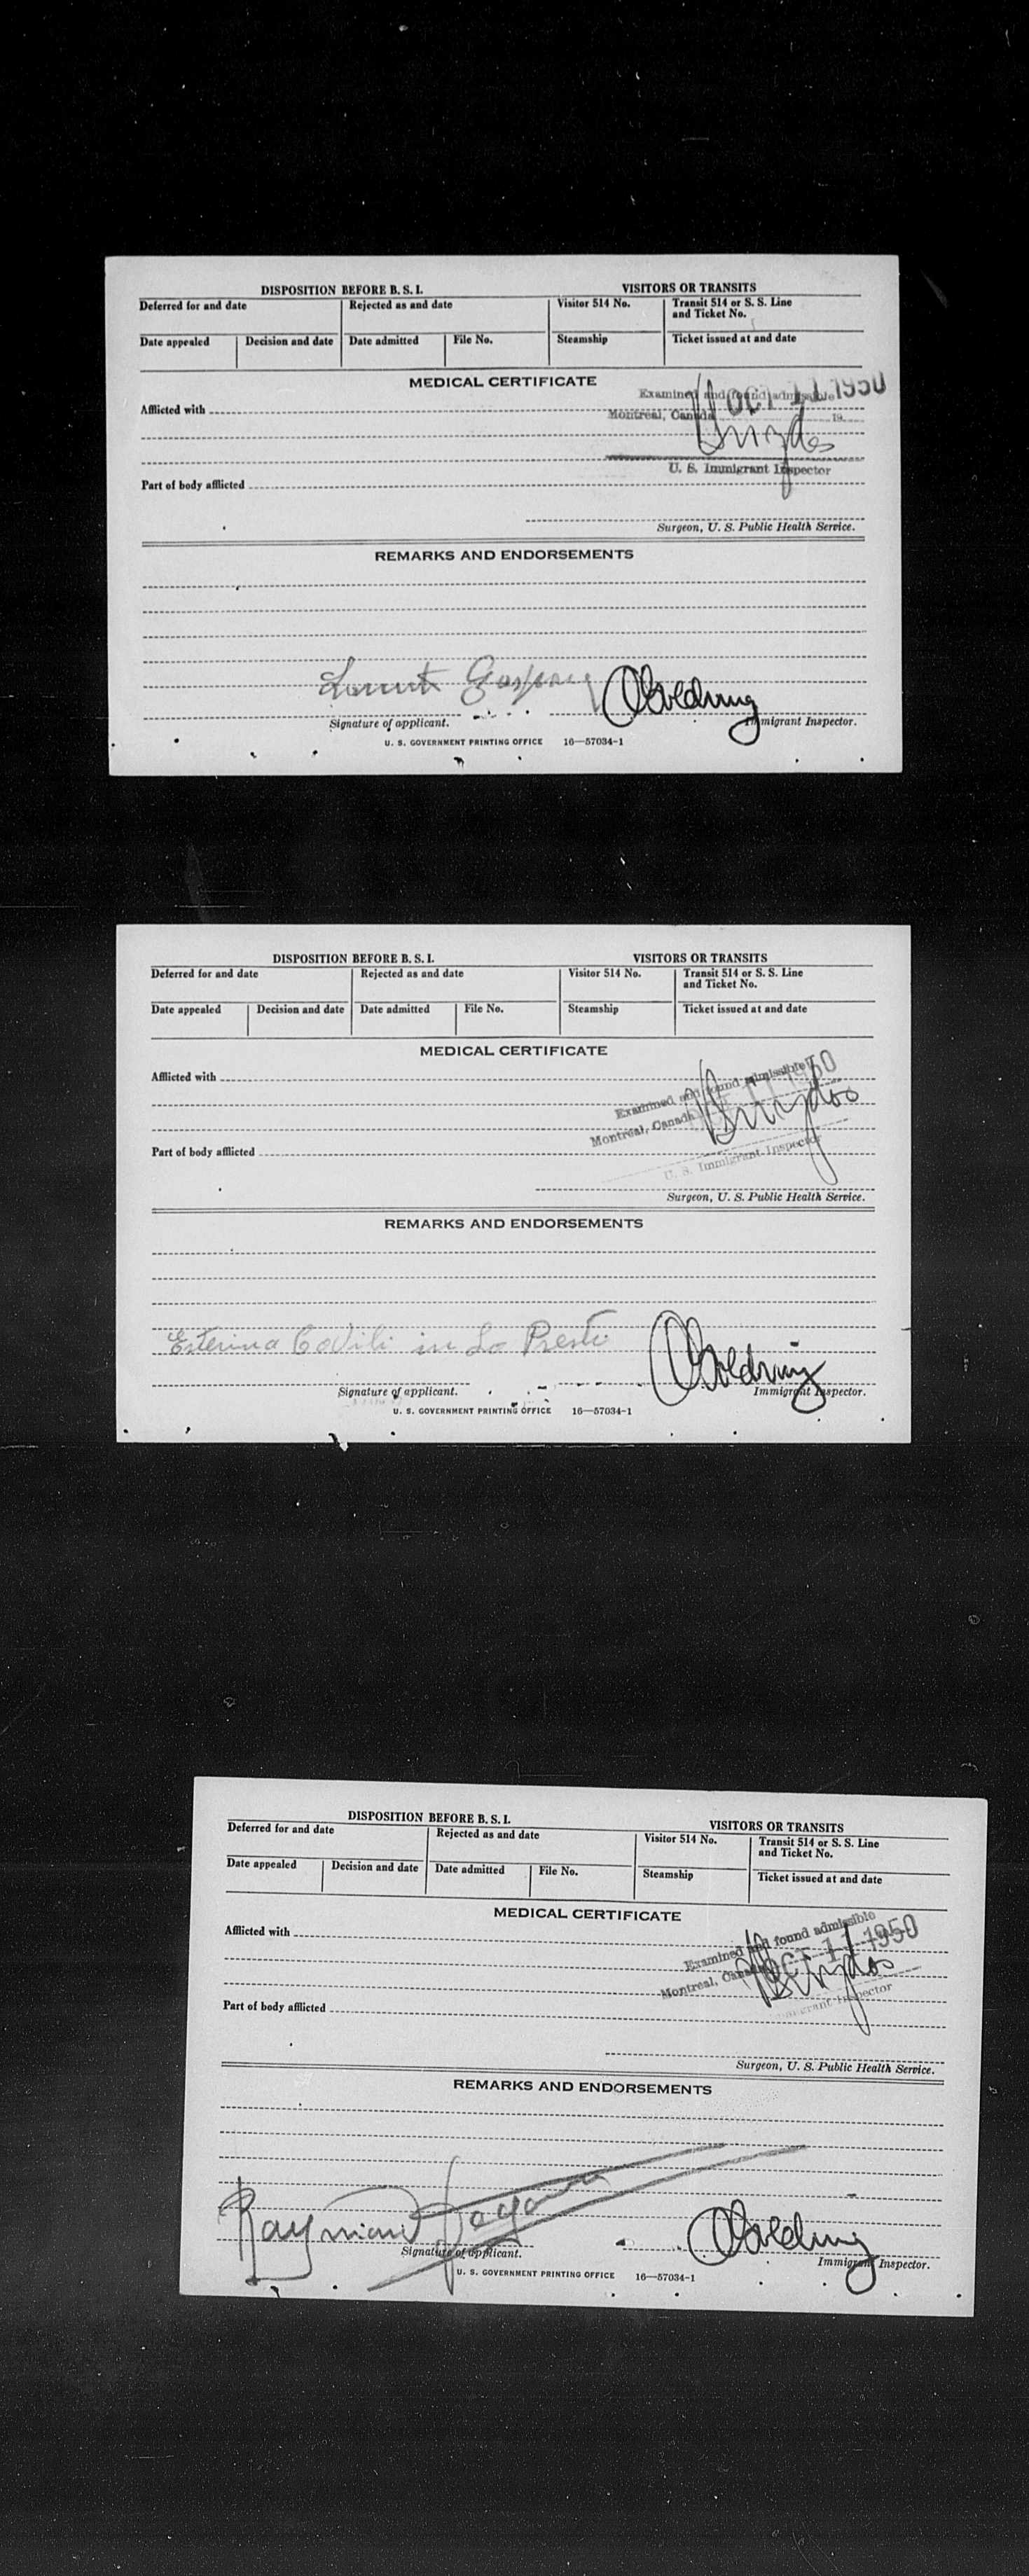 DISPOSITION BEFORE B. S. I. VISITORS OR TRANSITS
Deferred for and date Rejected as and date Visitor 514 No. Transit 514 or S. S. Line and Ticket No.
Date appealed Decision and date Date admitted File No. Steamship Ticket issued at and date
MEDICAL CERTIFICATE
Examined and found admissible OCT 11 1950
Afflicted with
Montreal, Canada 19
U. S. Immigrant Inspector
Part of body afflicted
Surgeon, U. S. Public Health Service.
REMARKS AND ENDORSEMENTS
Signature of applicant. Immigrant Inspector.
U. S. GOVERNMENT PRINTING OFFICE 16—57034-1
DISPOSITION BEFORE B. S. I. VISITORS OR TRANSITS
Deferred for and date Rejected as and date Visitor 514 No. Transit 514 or S. S. Line and Ticket No.
Date appealed Decision and date Date admitted File No. Steamship Ticket issued at and date
MEDICAL CERTIFICATE
Afflicted with
Examined and found admissible
Montreal, Canada
Part of body afflicted
U. S. Immigrant Inspector
Surgeon, U. S. Public Health Service.
REMARKS AND ENDORSEMENTS
Esterina Covili in Lo Presti
Signature of applicant. Immigrant Inspector.
U. S. GOVERNMENT PRINTING OFFICE 16—57034-1
DISPOSITION BEFORE B. S. I. VISITORS OR TRANSITS
Deferred for and date Rejected as and date Visitor 514 No. Transit 514 or S. S. Line and Ticket No.
Date appealed Decision and date Date admitted File No. Steamship Ticket issued at and date
MEDICAL CERTIFICATE
Afflicted with
Examined and found admissible
Montreal, Canada OCT 11 1950
Immigrant Inspector
Part of body afflicted
Surgeon, U. S. Public Health Service.
REMARKS AND ENDORSEMENTS
Raymond
Signature of applicant. Immigrant Inspector.
U. S. GOVERNMENT PRINTING OFFICE 16—57034-1